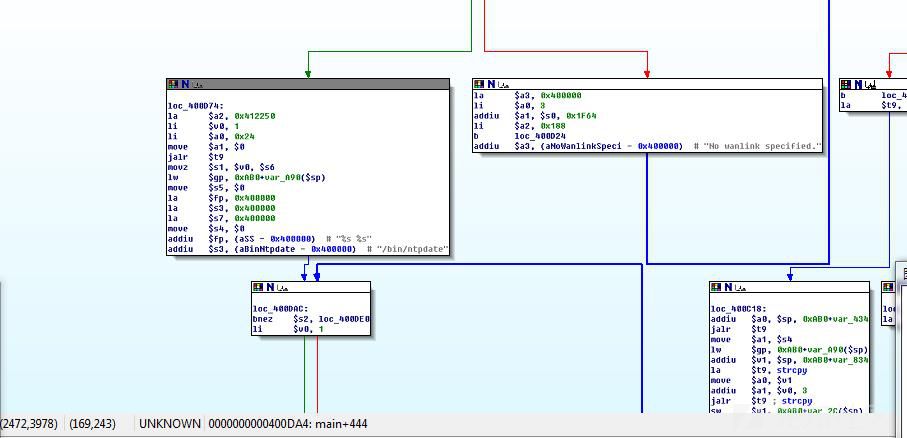 loc_400D74:
la $a2, 0x412250
li $v0, 1
li $a0, 0x24
move $a1, $0
jalr $t9
movz $s1, $v0, $s6
lw $gp, 0xAB0+var_A90($sp)
move $s5, $0
la $fp, 0x400000
la $s3, 0x400000
la $s7, 0x400000
move $s4, $0
addiu $fp, (aSS - 0x400000) # "%s %s"
addiu $s3, (aBinNtpdate - 0x400000) # "/bin/ntpdate"
la $a3, 0x400000
li $a0, 3
addiu $a1, $s0, 0x1F64
li $a2, 0x188
b loc_400D24
addiu $a3, (aNoWanlinkSpeci - 0x400000) # "No wanlink specified."
b loc_4
la $t9,
loc_400DAC:
bnez $s2, loc_400DE0
li $v0, 1
loc_400C18:
addiu $a0, $sp, 0xAB0+var_434
jalr $t9
move $a1, $s4
lw $gp, 0xAB0+var_A90($sp)
addiu $v1, $sp, 0xAB0+var_834
la $t9, strcpy
move $a0, $v1
addiu $a1, $v0, 3
jalr $t9 ; strcpy
sw $v1, 0xAB0+var_2C($sp)
loc
la
(2472,3978) (169,243) UNKNOWN 0000000000400DA4: main+444